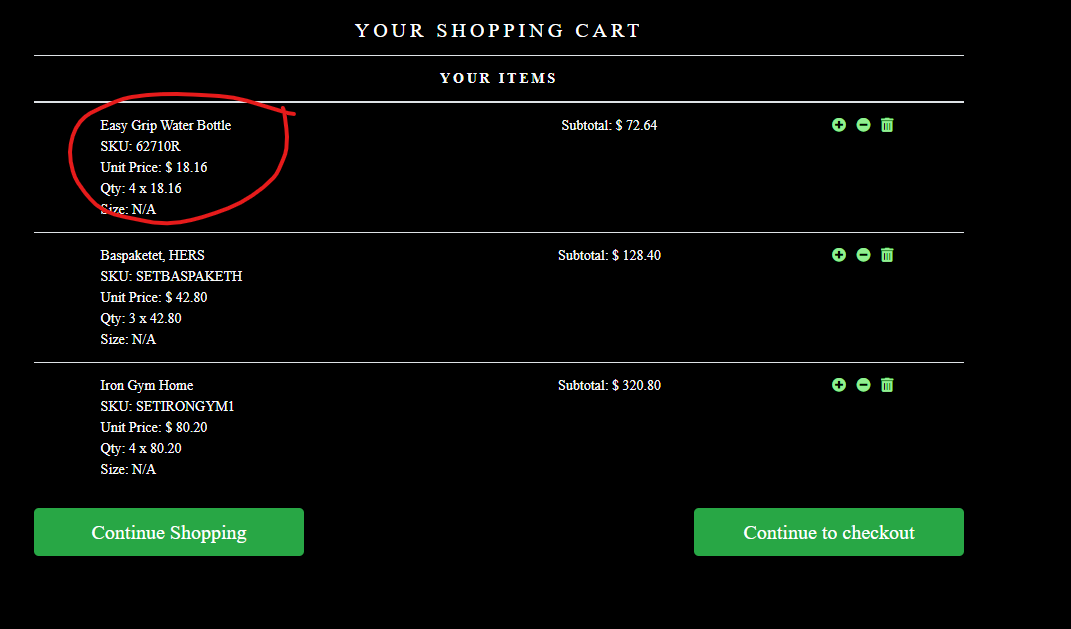 YOUR SHOPPING CART
YOUR ITEMS
Easy Grip Water Bottle
SKU: 62710R
Unit Price: $ 18.16
Qty: 4 x 18.16
Size: N/A
Subtotal: $ 72.64
Baspaketet, HERS
SKU: SETBASPAKETH
Unit Price: $ 42.80
Qty: 3 x 42.80
Size: N/A
Subtotal: $ 128.40
Iron Gym Home
SKU: SETIRONGYM1
Unit Price: $ 80.20
Qty: 4 x 80.20
Size: N/A
Subtotal: $ 320.80
Continue Shopping
Continue to checkout